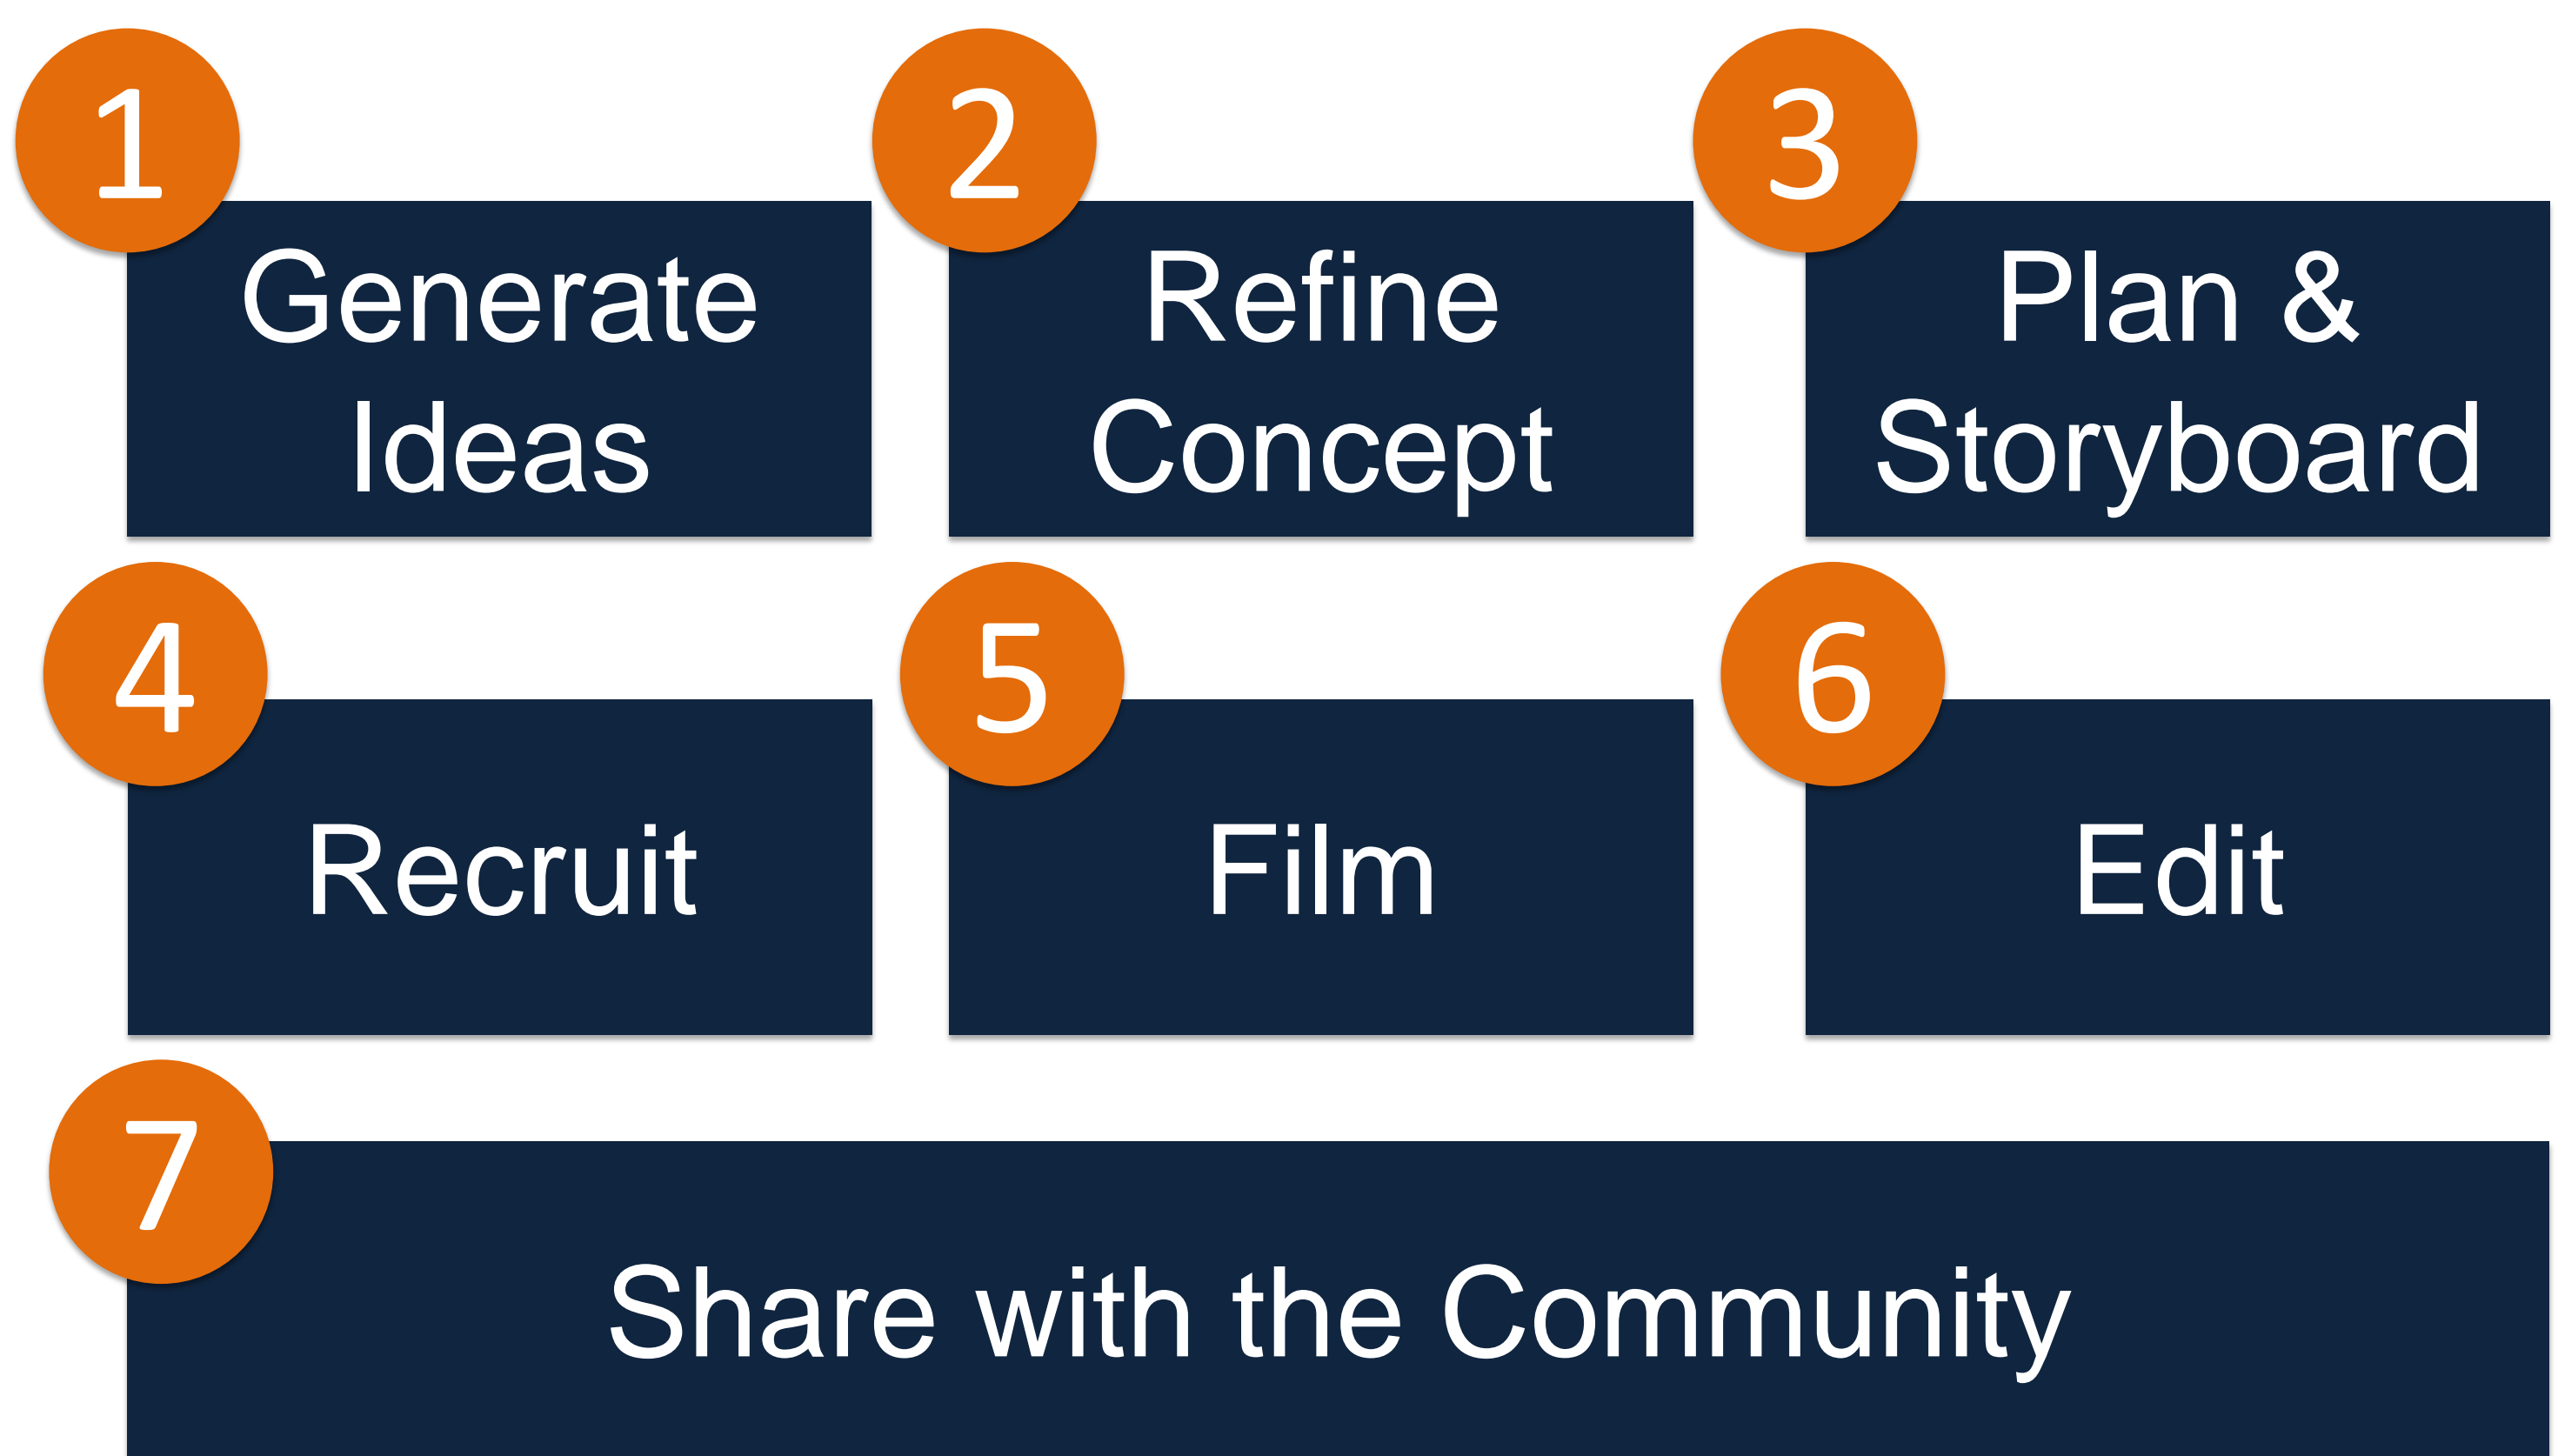 1
Generate
Ideas
2
Refine
Concept
3
Plan &
Storyboard
4
Recruit
5
Film
6
Edit
7
Share with the Community